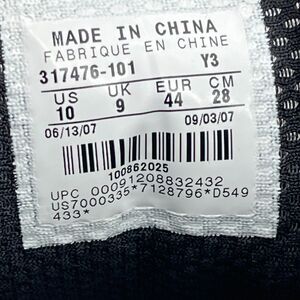 MADE IN CHINA
FABRIQUE EN CHINE
317476-101 Y3
US UK EUR CM
10 9 44 28
06/13/07 09/03/07
100862025
UPC 00091208832432
US7000335*7128796*D549
433*